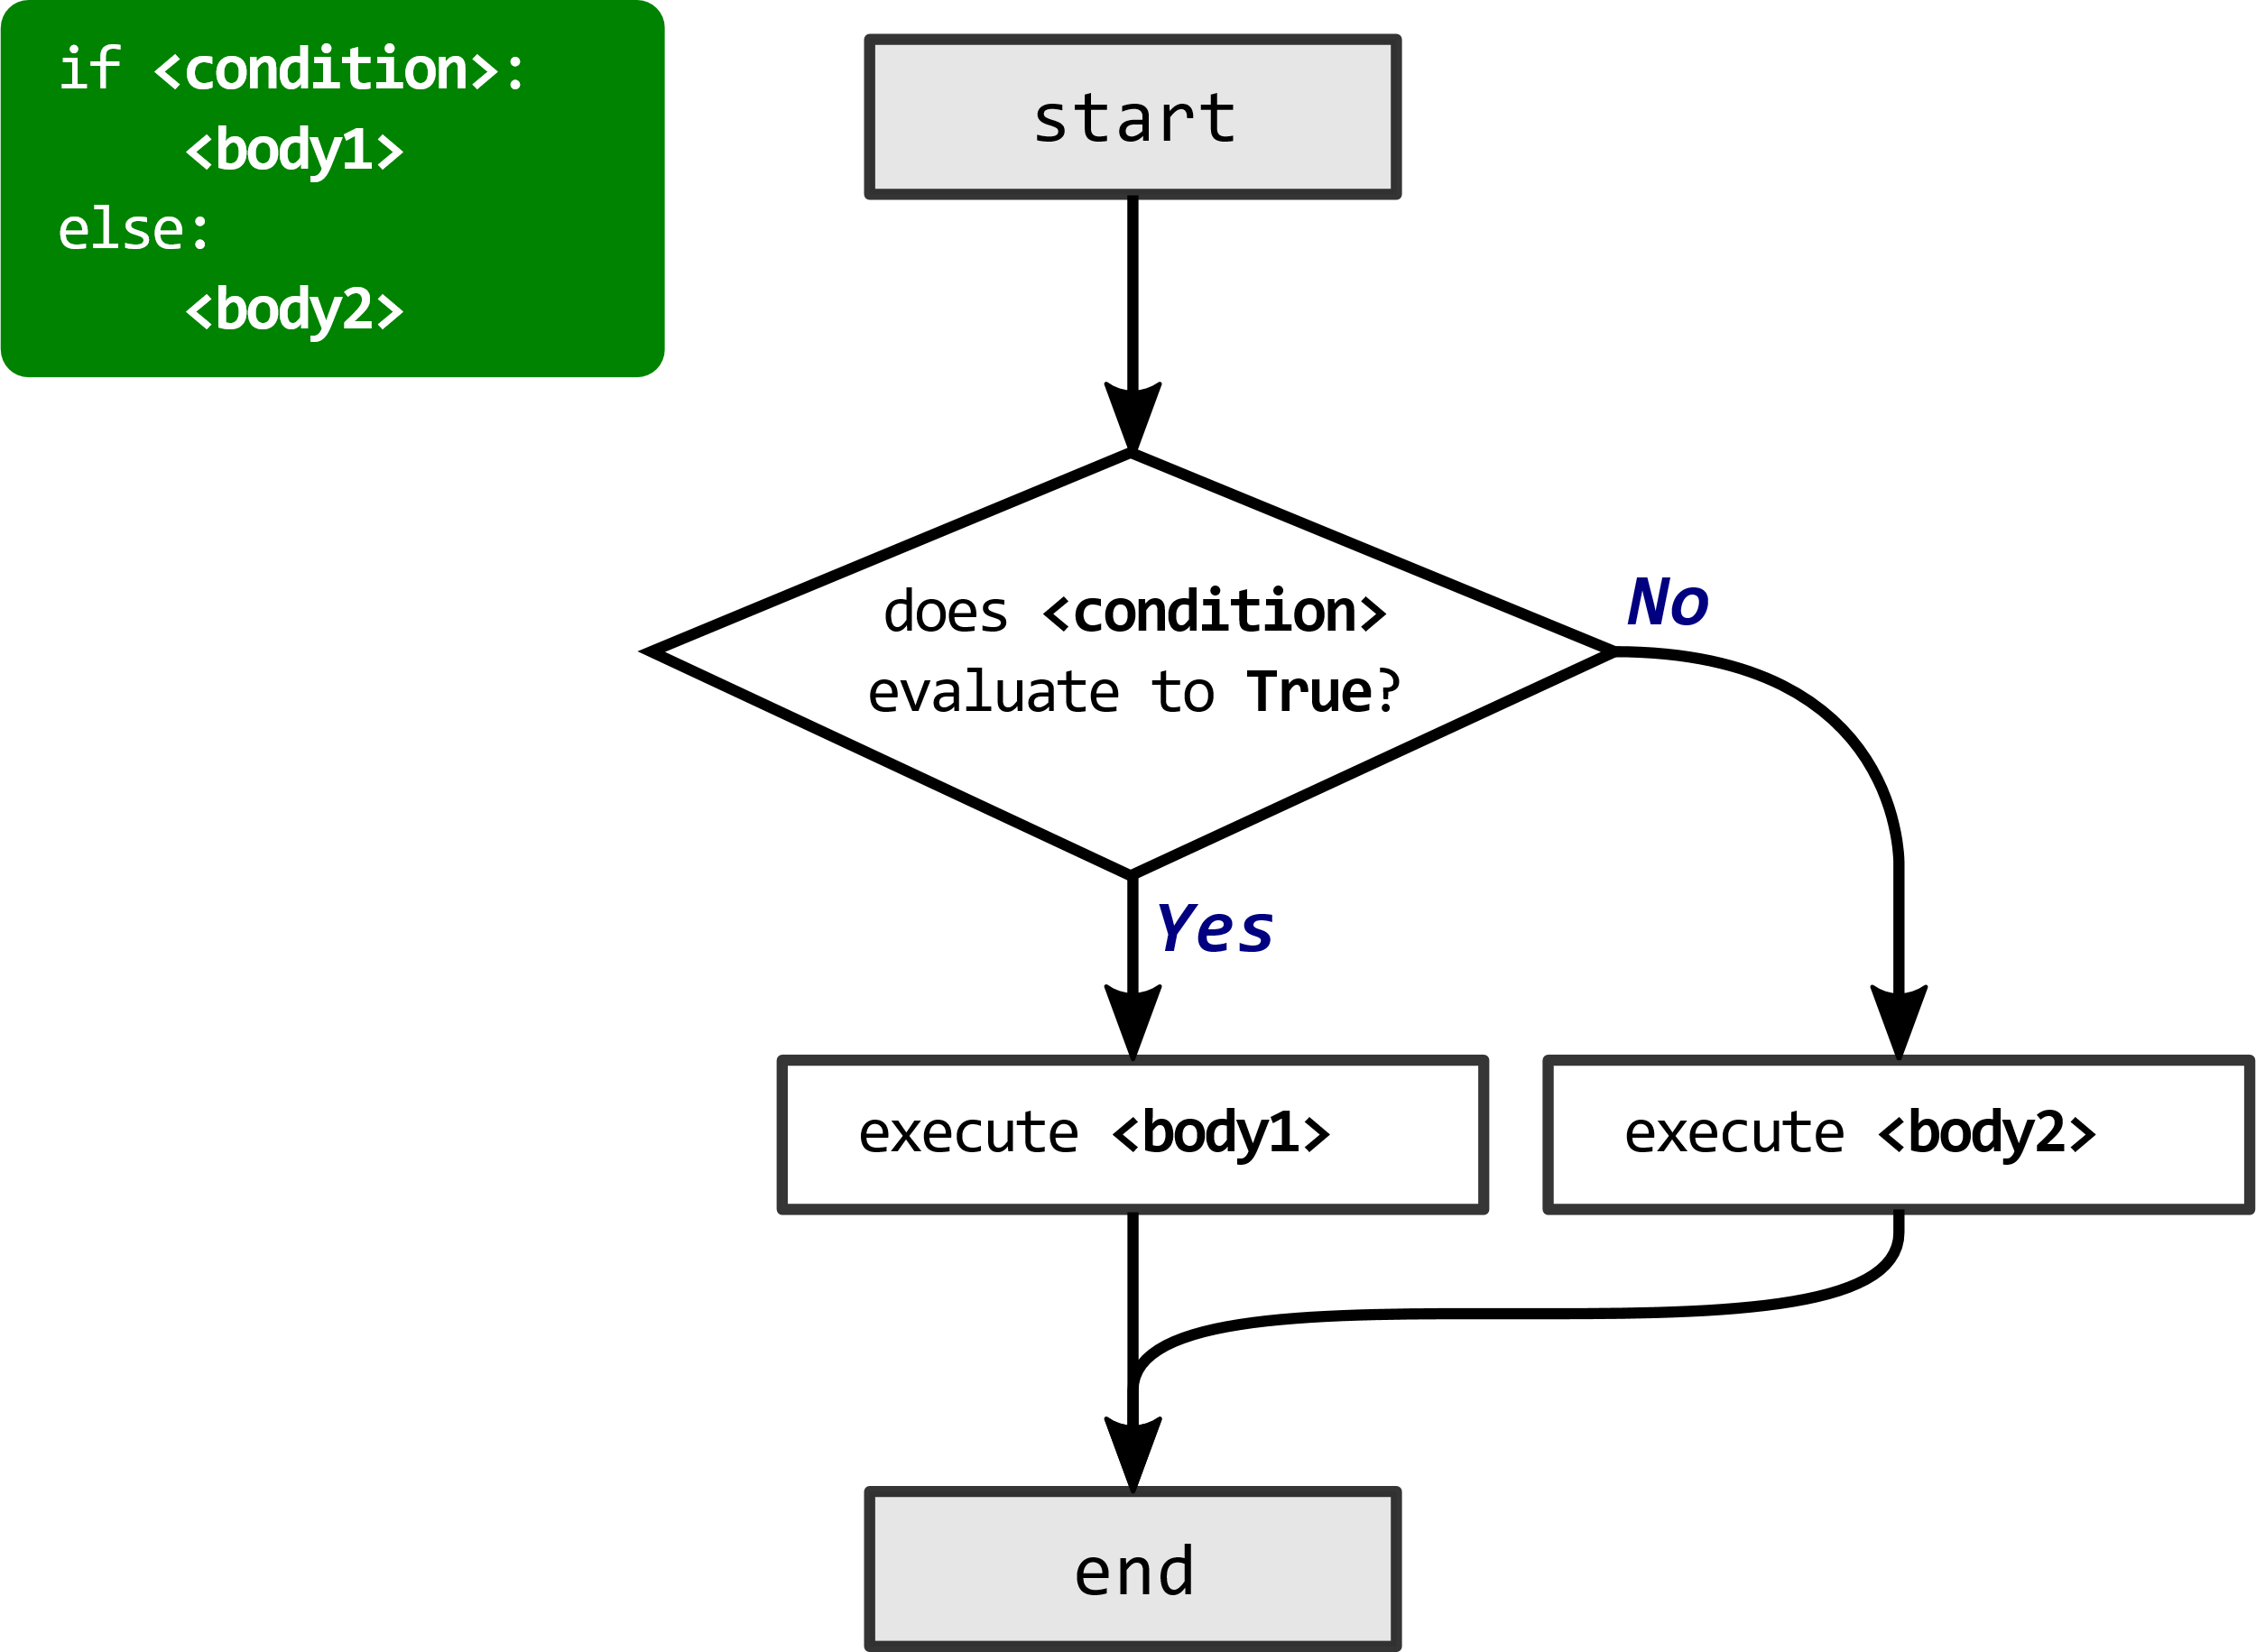 if <condition>:
    <body1>
else:
    <body2>
start
does <condition>
evaluate to True?
No
Yes
execute <body1>
execute <body2>
end